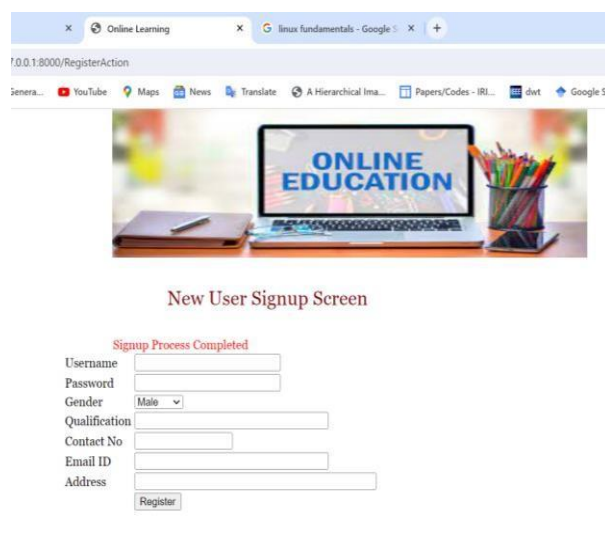 × Online Learning × G linux fundamentals - Google S × +
7.0.0.1:8000/RegisterAction
Genera... YouTube Maps News Translate A Hierarchical Ima... Papers/Codes - IRI... dwt Google S
ONLINE
EDUCATION
New User Signup Screen
Signup Process Completed
Username
Password
Gender Male
Qualification
Contact No
Email ID
Address
Register